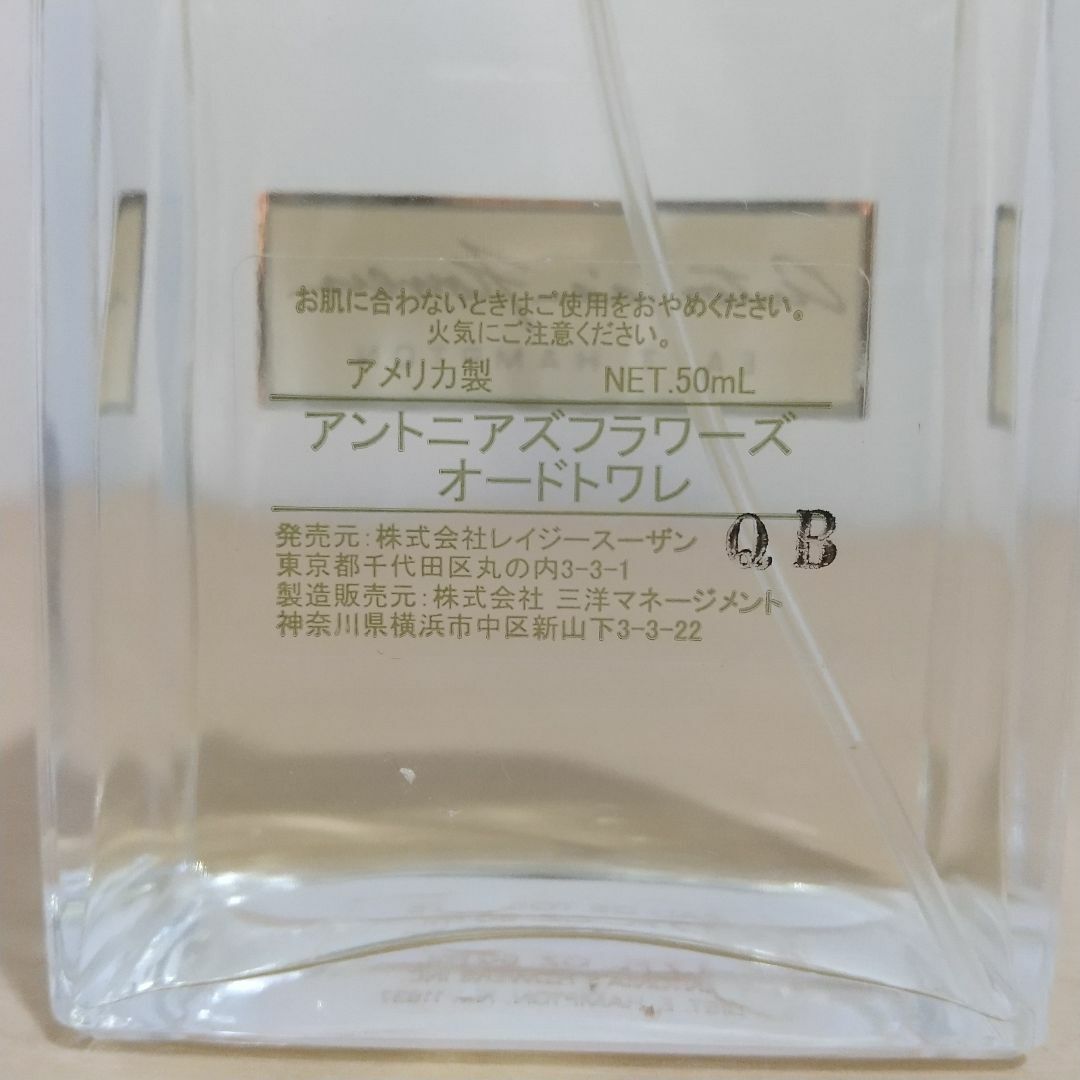 お肌に合わないときはご使用をおやめください。
火気にご注意ください。
アメリカ製 NET.50mL
アントニアズフラワーズ
オードトワレ
発売元:株式会社レイジースーザン QB
東京都千代田区丸の内3-3-1
製造販売元:株式会社 三洋マネージメント
神奈川県横浜市中区新山下3-3-22